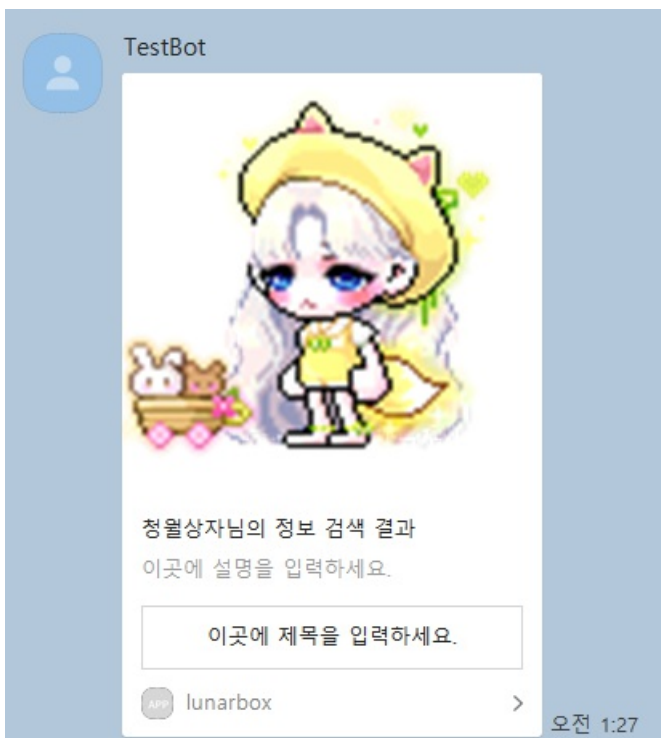 TestBot
청월상자님의 정보 검색 결과
이곳에 설명을 입력하세요.
이곳에 제목을 입력하세요.
APP lunarbox
오전 1:27